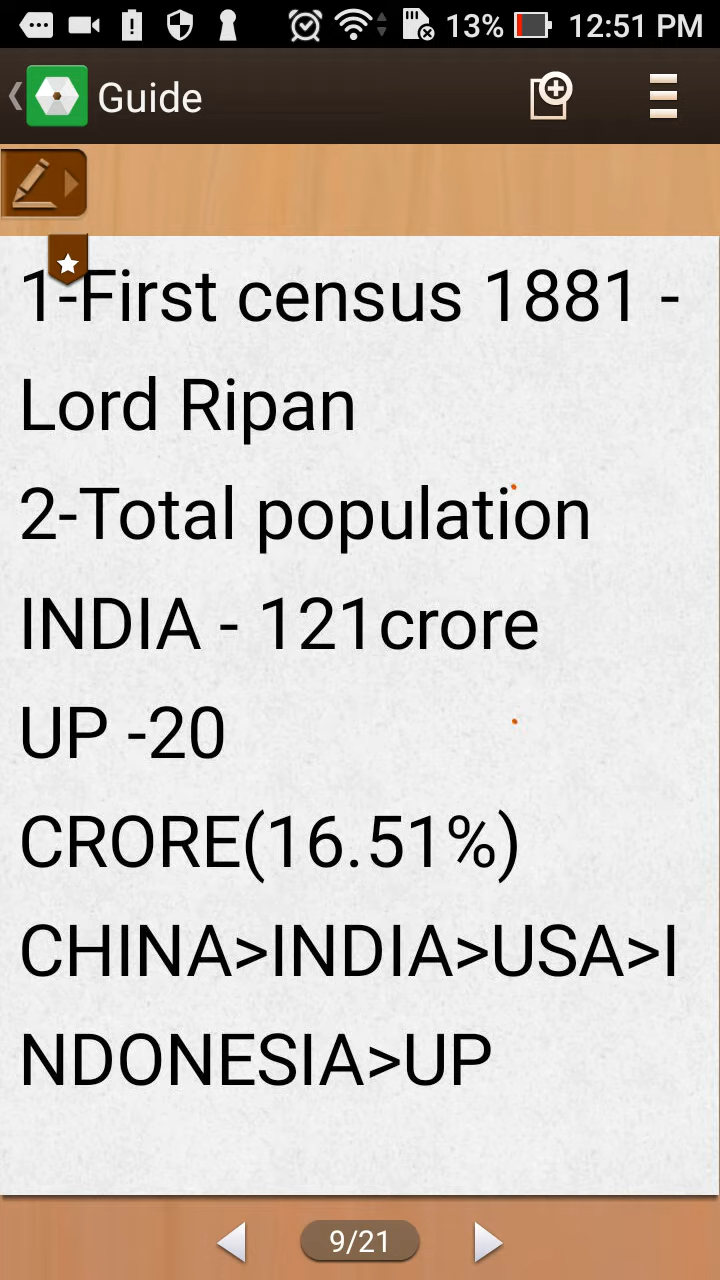 13% 12:51 PM
Guide
1-First census 1881 -
Lord Ripan
2-Total population
INDIA - 121crore
UP -20
CRORE(16.51%)
CHINA>INDIA>USA>I
NDONESIA>UP
9/21